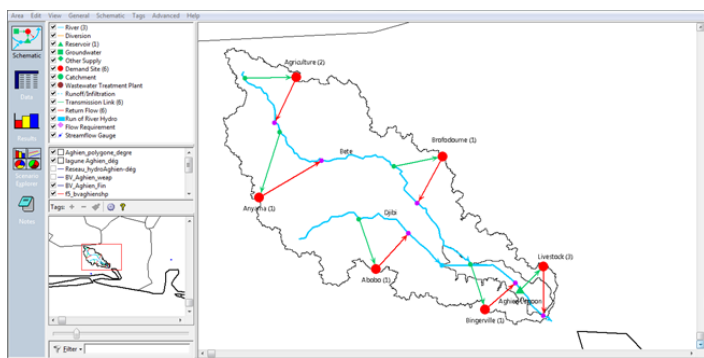 Area Edit View General Schematic Tags Advanced Help
Schematic
Data
Results
Scenario Explorer
Notes
River (3)
Diversion
Reservoir (1)
Groundwater
Other Supply
Demand Site (6)
Catchment
Wastewater Treatment Plant
Runoff/Infiltration
Transmission Link (6)
Return Flow (6)
Run of River Hydro
Flow Requirement
Streamflow Gauge
Aghien_polygone_degre
lagune Aghien_dég
Reseau_hydroAghien-dég
BV_Aghien_weap
BV_Aghien_Fin
f5_bvaghienshp
Tags:
Filter
Agriculture (2)
Brofodoume (1)
Bete
Anyama (1)
Djibi
Abobo (1)
Livestock (3)
Bingerville (1)